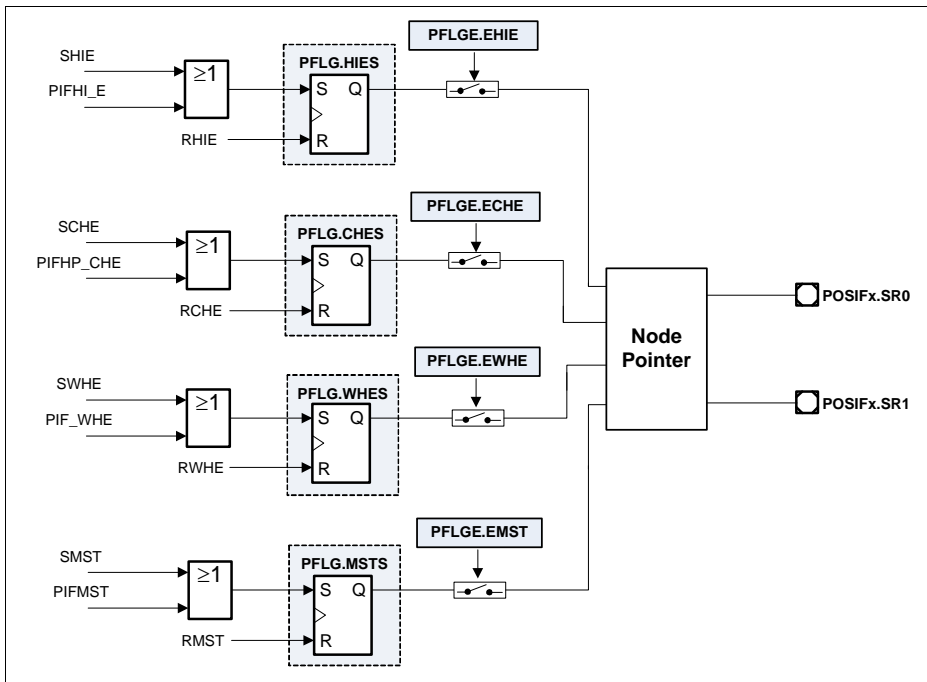 PFLGE.EHIE
SHIE
PIFHI_E
≥1
PFLG.HIES
S Q
RHIE
R
PFLGE.ECHE
SCHE
PIFHP_CHE
≥1
PFLG.CHES
S Q
RCHE
R
Node
Pointer
POSIFx.SR0
POSIFx.SR1
PFLGE.EWHE
SWHE
PIF_WHE
≥1
PFLG.WHES
S Q
RWHE
R
PFLGE.EMST
SMST
PIFMST
≥1
PFLG.MSTS
S Q
RMST
R